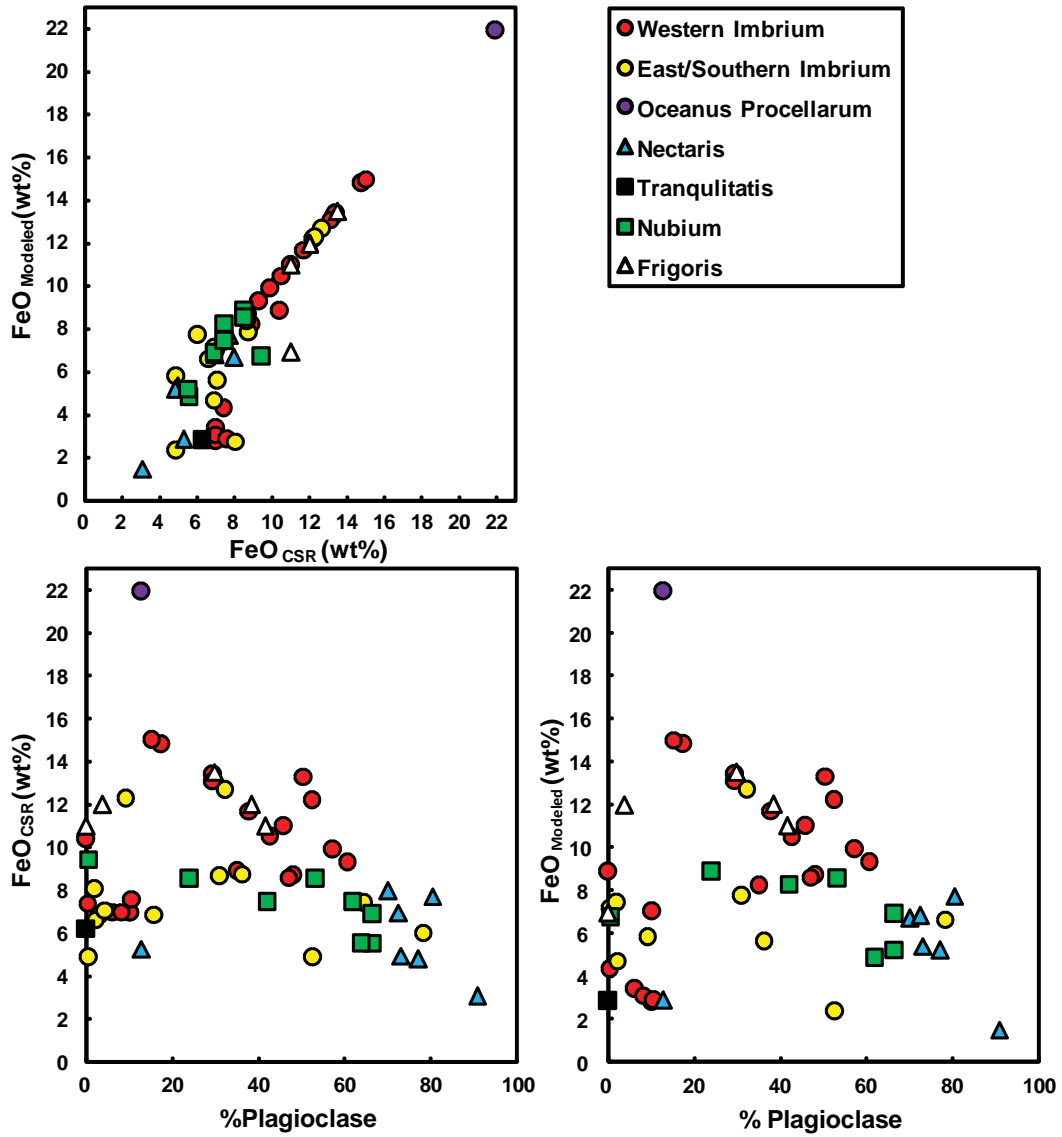 22
20
18
16
14
12
10
8
6
4
2
0
FeO Modeled (wt%)
0 2 4 6 8 10 12 14 16 18 20 22
FeO CSR (wt%)
Western Imbrium
East/Southern Imbrium
Oceanus Procellarum
Nectaris
Tranqulitatis
Nubium
Frigoris
22
20
18
16
14
12
10
8
6
4
2
0
FeO CSR (wt%)
0 20 40 60 80 100
%Plagioclase
22
20
18
16
14
12
10
8
6
4
2
0
FeO Modeled (wt%)
0 20 40 60 80 100
% Plagioclase